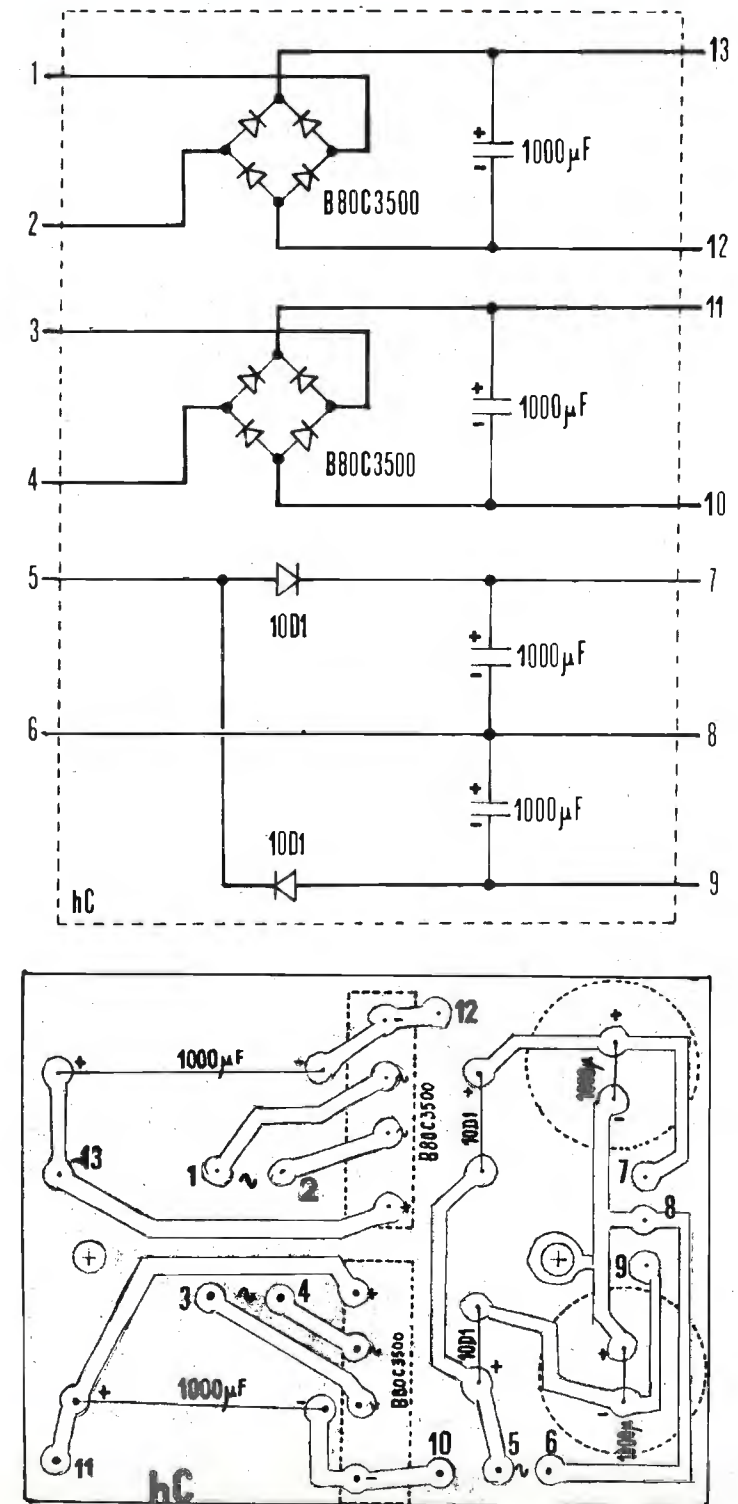 1
13
+
1000µF
-
B80C3500
2
12
3
11
+
1000µF
-
B80C3500
4
10
5
7
10D1
+
1000µF
-
6
8
+
1000µF
-
10D1
9
hC
- 12
+
+ 1000µF +
~
10D1
1000µ
B80C3500
-
13
1 ~ 2
~
7
8
+
9
3 ~ 4
+
~
10D1
+
B80C3500
+ 1000µF -
~
+
-
1000µ
11
- 10
5 ~ 6
hC